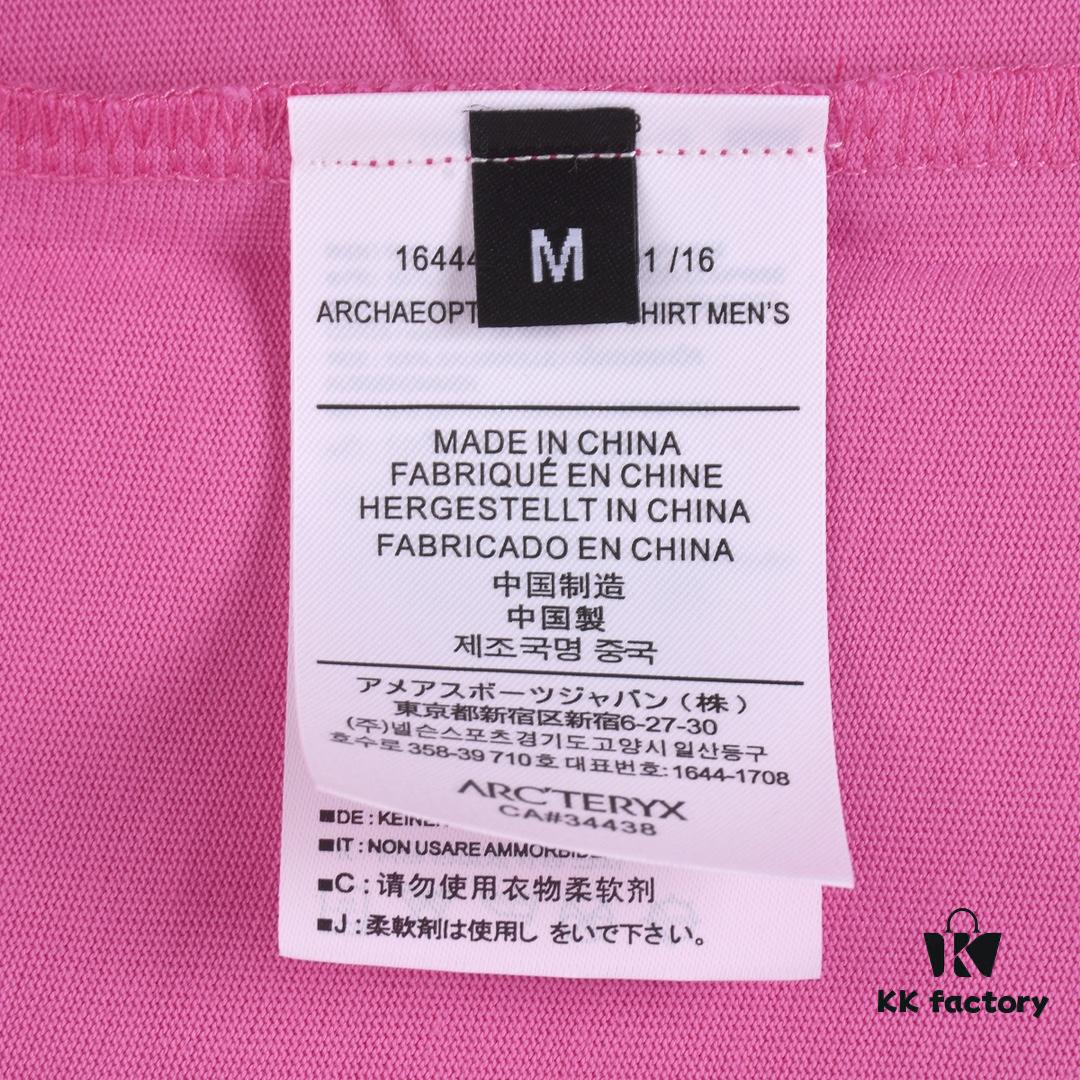 M
16444 1 /16
ARCHAEOPT HIRT MEN'S
MADE IN CHINA
FABRIQUÉ EN CHINE
HERGESTELLT IN CHINA
FABRICADO EN CHINA
中国制造
中国製
제조국명 중국
アメアスボーツジャパン(株)
東京都新宿区新宿6-27-30
(주)넬슨스포츠경기도고양시일산동구
호수로 358-39 710호 대표번호:1644-1708
ARC'TERYX
CA#34438
■DE : KEINE
■IT : NON USARE AMMORBIDE
■C : 请勿使用衣物柔软剂
■J : 柔軟剤は使用し をいで下さい。
KK factory